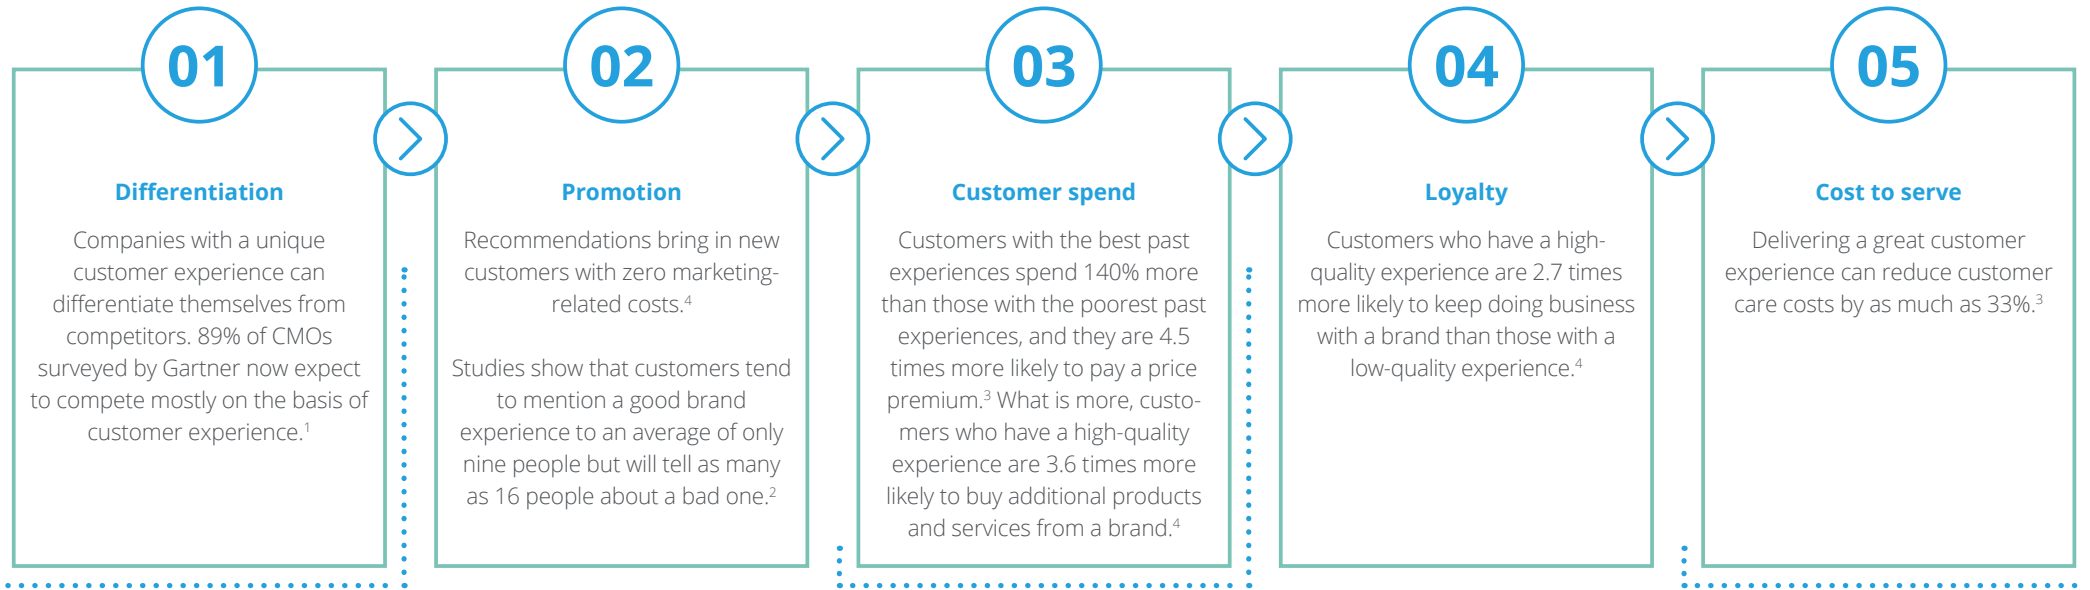 01
Differentiation
Companies with a unique
customer experience can
differentiate themselves from
competitors. 89% of CMOs
surveyed by Gartner now expect
to compete mostly on the basis of
customer experience.¹
02
Promotion
Recommendations bring in new
customers with zero marketing-
related costs.⁴
Studies show that customers tend
to mention a good brand
experience to an average of only
nine people but will tell as many
as 16 people about a bad one.²
03
Customer spend
Customers with the best past
experiences spend 140% more
than those with the poorest past
experiences, and they are 4.5
times more likely to pay a price
premium.³ What is more, custo-
mers who have a high-quality
experience are 3.6 times more
likely to buy additional products
and services from a brand.⁴
04
Loyalty
Customers who have a high-
quality experience are 2.7 times
more likely to keep doing business
with a brand than those with a
low-quality experience.⁴
05
Cost to serve
Delivering a great customer
experience can reduce customer
care costs by as much as 33%.³